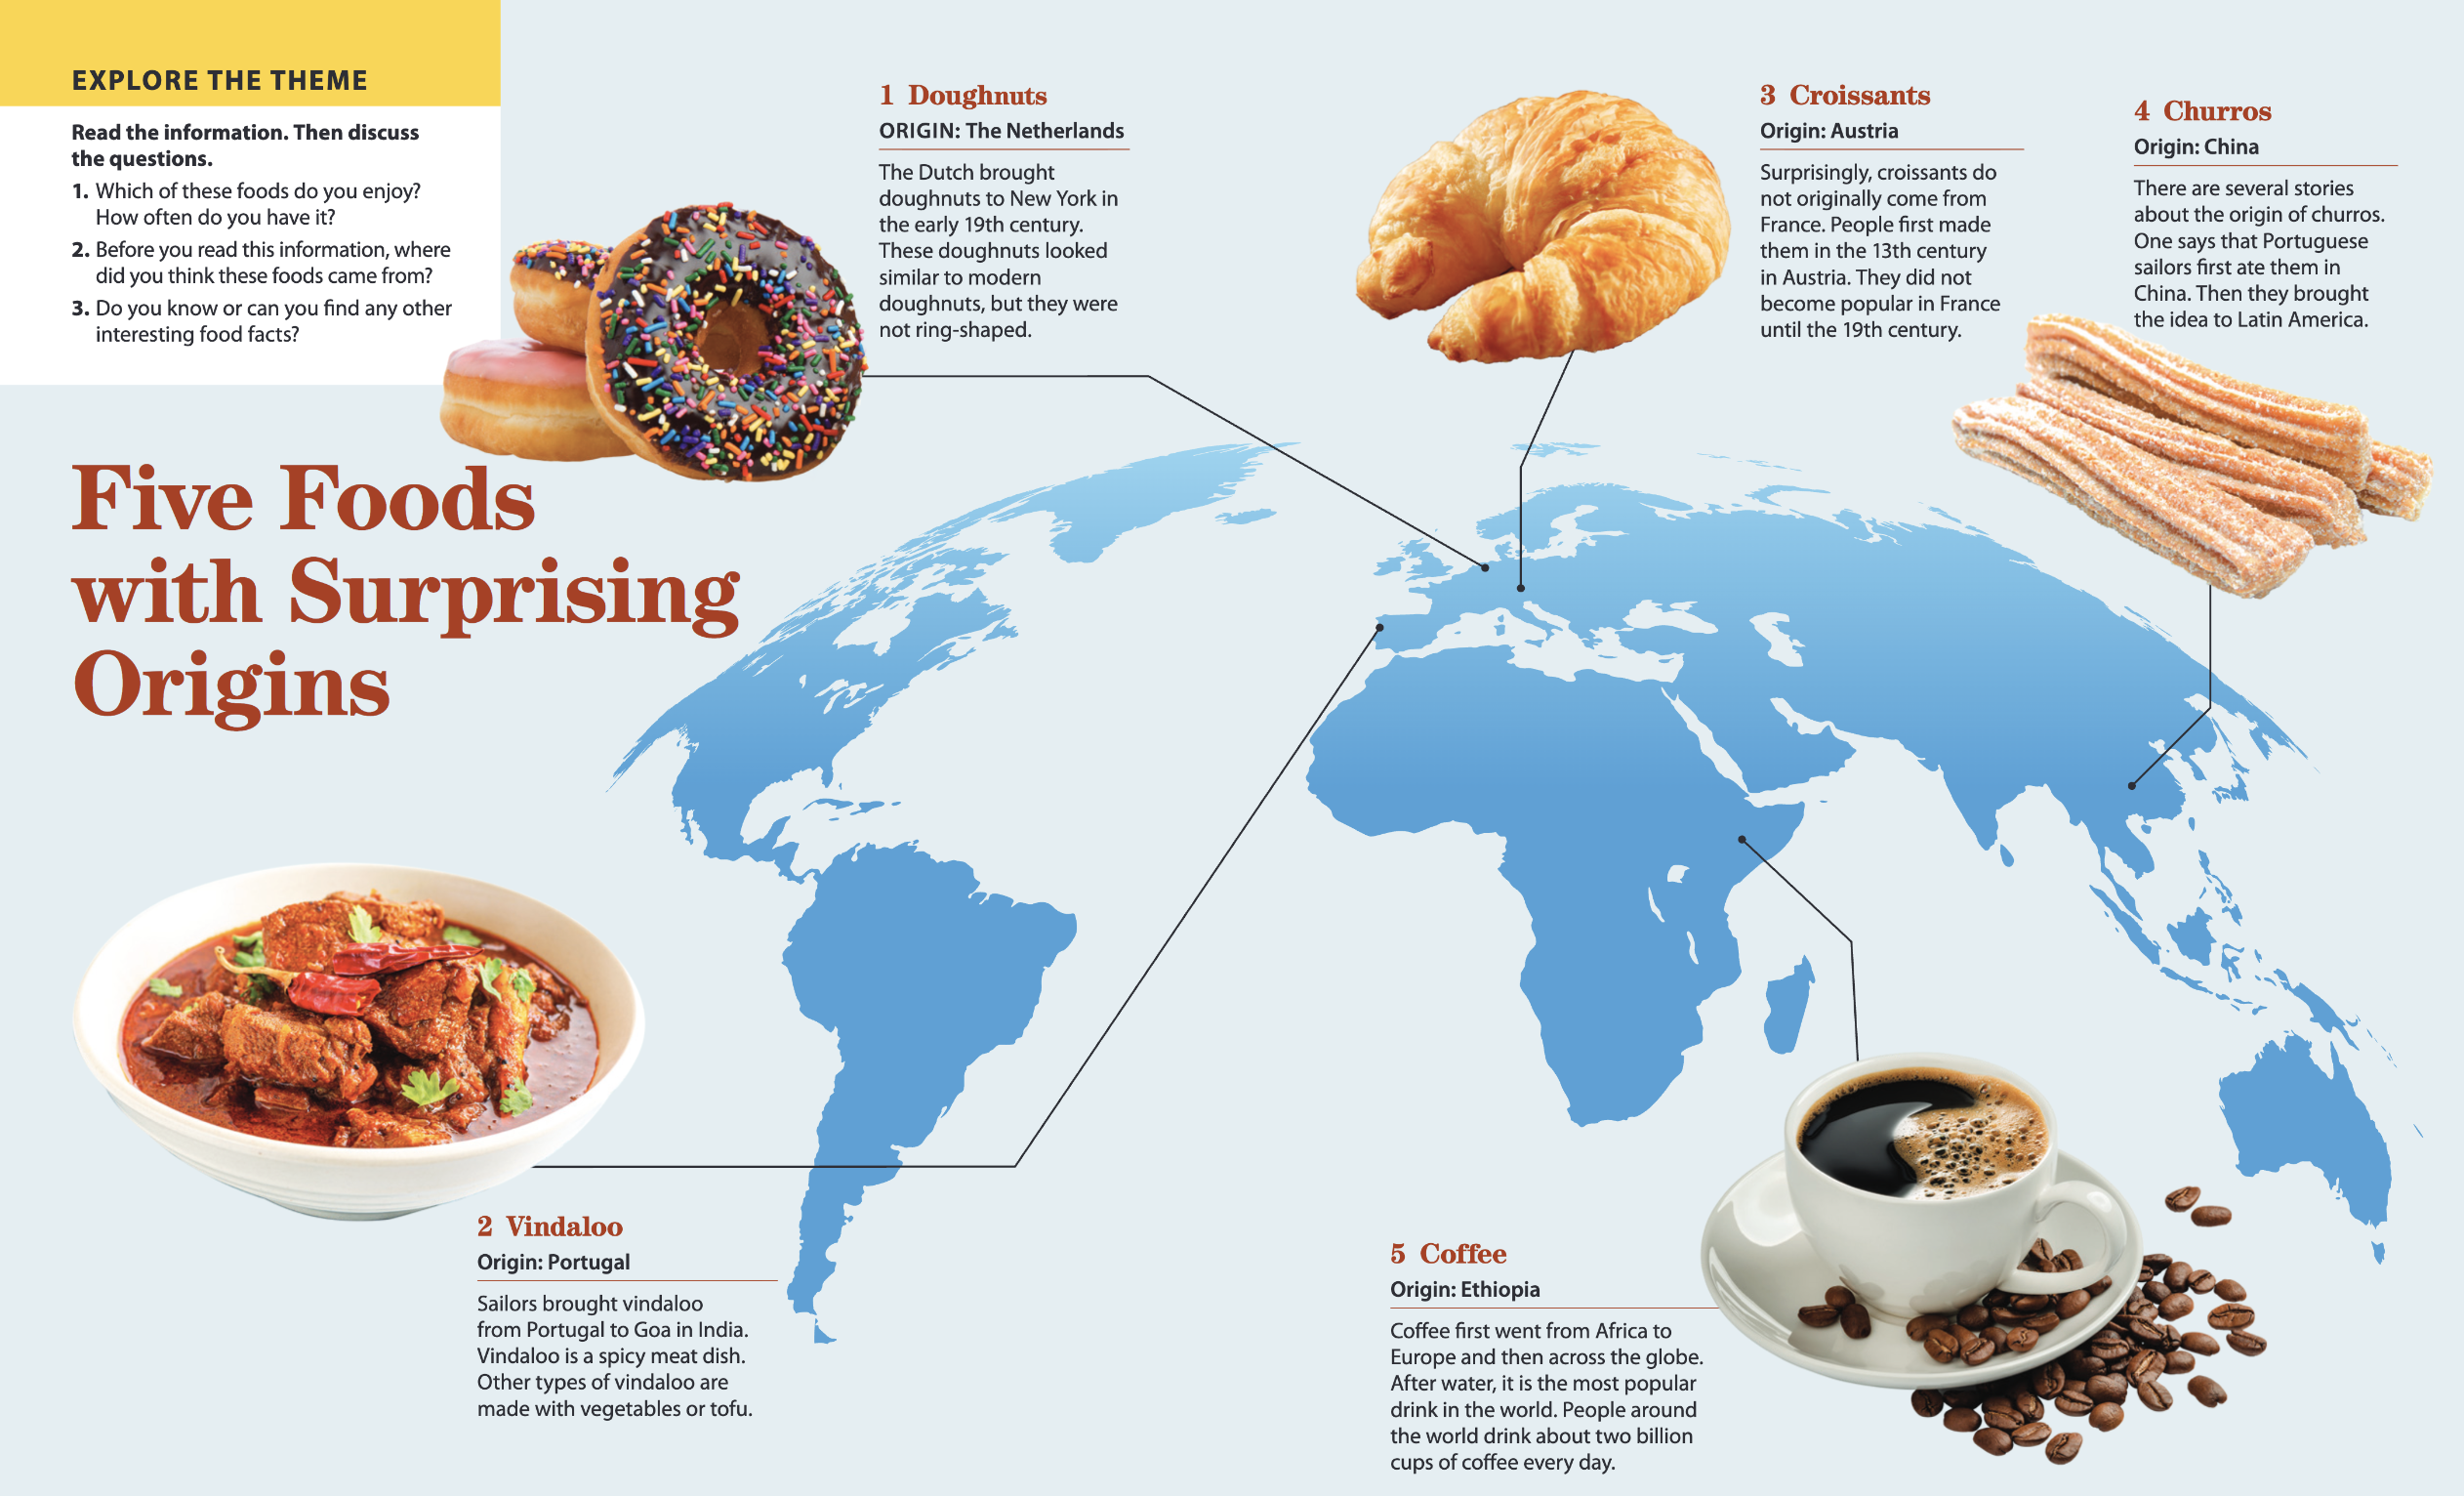 EXPLORE THE THEME
Read the information. Then discuss
the questions.
1. Which of these foods do you enjoy?
How often do you have it?
2. Before you read this information, where
did you think these foods came from?
3. Do you know or can you find any other
interesting food facts?
Five Foods
with Surprising
Origins
1 Doughnuts
ORIGIN: The Netherlands
The Dutch brought
doughnuts to New York in
the early 19th century.
These doughnuts looked
similar to modern
doughnuts, but they were
not ring-shaped.
2 Vindaloo
Origin: Portugal
Sailors brought vindaloo
from Portugal to Goa in India.
Vindaloo is a spicy meat dish.
Other types of vindaloo are
made with vegetables or tofu.
3 Croissants
Origin: Austria
Surprisingly, croissants do
not originally come from
France. People first made
them in the 13th century
in Austria. They did not
become popular in France
until the 19th century.
4 Churros
Origin: China
There are several stories
about the origin of churros.
One says that Portuguese
sailors first ate them in
China. Then they brought
the idea to Latin America.
5 Coffee
Origin: Ethiopia
Coffee first went from Africa to
Europe and then across the globe.
After water, it is the most popular
drink in the world. People around
the world drink about two billion
cups of coffee every day.